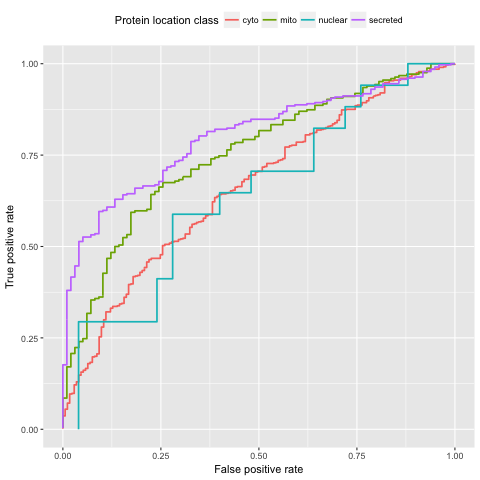 Protein location class cyto mito nuclear secreted
1.00
0.75
0.50
0.25
0.00
True positive rate
0.00 0.25 0.50 0.75 1.00
False positive rate